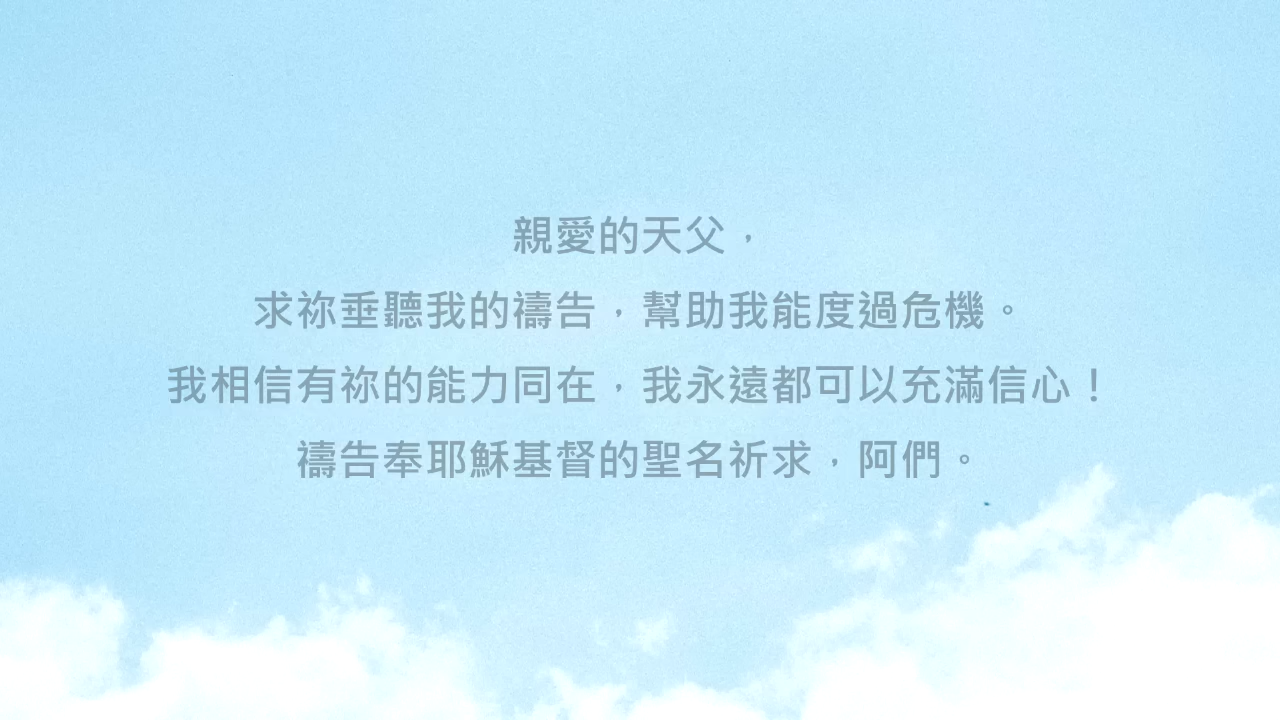 親愛的天父，
求祢垂聽我的禱告，幫助我能度過危機。
我相信有祢的能力同在，我永遠都可以充滿信心！
禱告奉耶穌基督的聖名祈求，阿們。